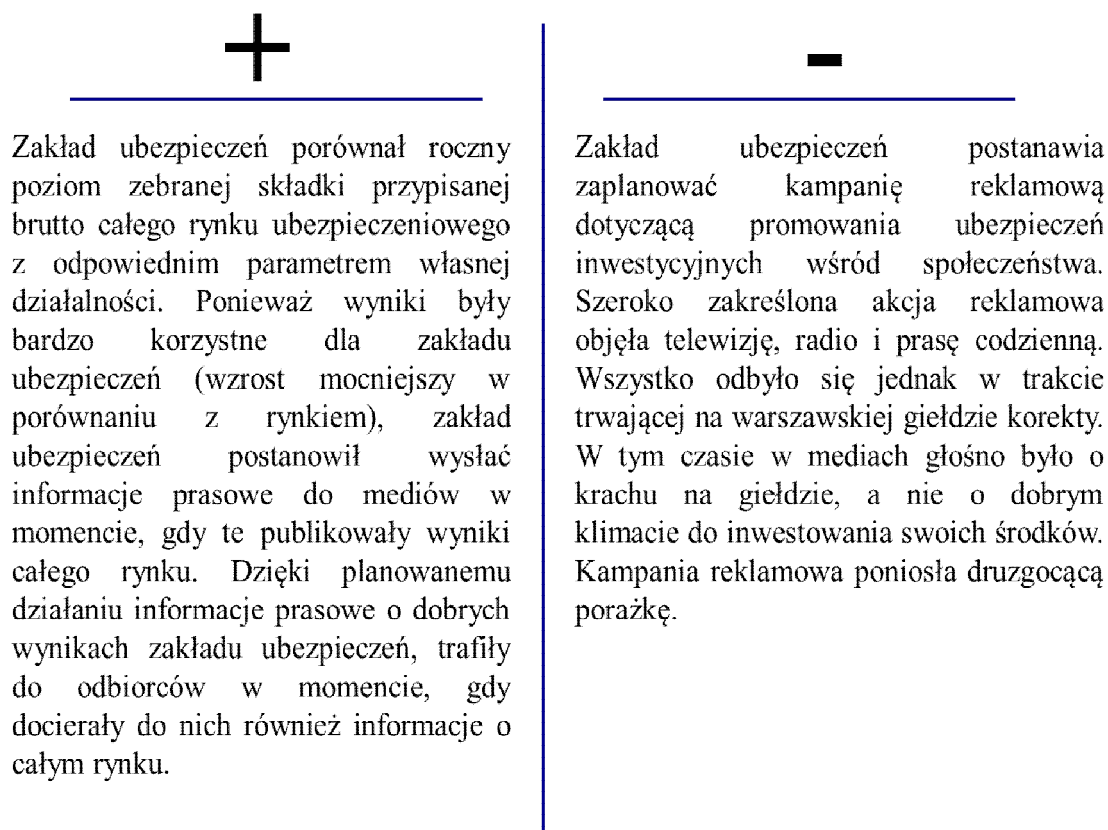 +
Zakład ubezpieczeń porównał roczny
poziom zebranej składki przypisanej
brutto całego rynku ubezpieczeniowego
z odpowiednim parametrem własnej
działalności. Ponieważ wyniki były
bardzo korzystne dla zakładu
ubezpieczeń (wzrost mocniejszy w
porównaniu z rynkiem), zakład
ubezpieczeń postanowił wysłać
informacje prasowe do mediów w
momencie, gdy te publikowały wyniki
całego rynku. Dzięki planowanemu
działaniu informacje prasowe o dobrych
wynikach zakładu ubezpieczeń, trafiły
do odbiorców w momencie, gdy
docierały do nich również informacje o
całym rynku.
-
Zakład ubezpieczeń postanawia
zaplanować kampanię reklamową
dotyczącą promowania ubezpieczeń
inwestycyjnych wśród społeczeństwa.
Szeroko zakreślona akcja reklamowa
objęła telewizję, radio i prasę codzienną.
Wszystko odbyło się jednak w trakcie
trwającej na warszawskiej giełdzie korekty.
W tym czasie w mediach głośno było o
krachu na giełdzie, a nie o dobrym
klimacie do inwestowania swoich środków.
Kampania reklamowa poniosła druzgocącą
porażkę.